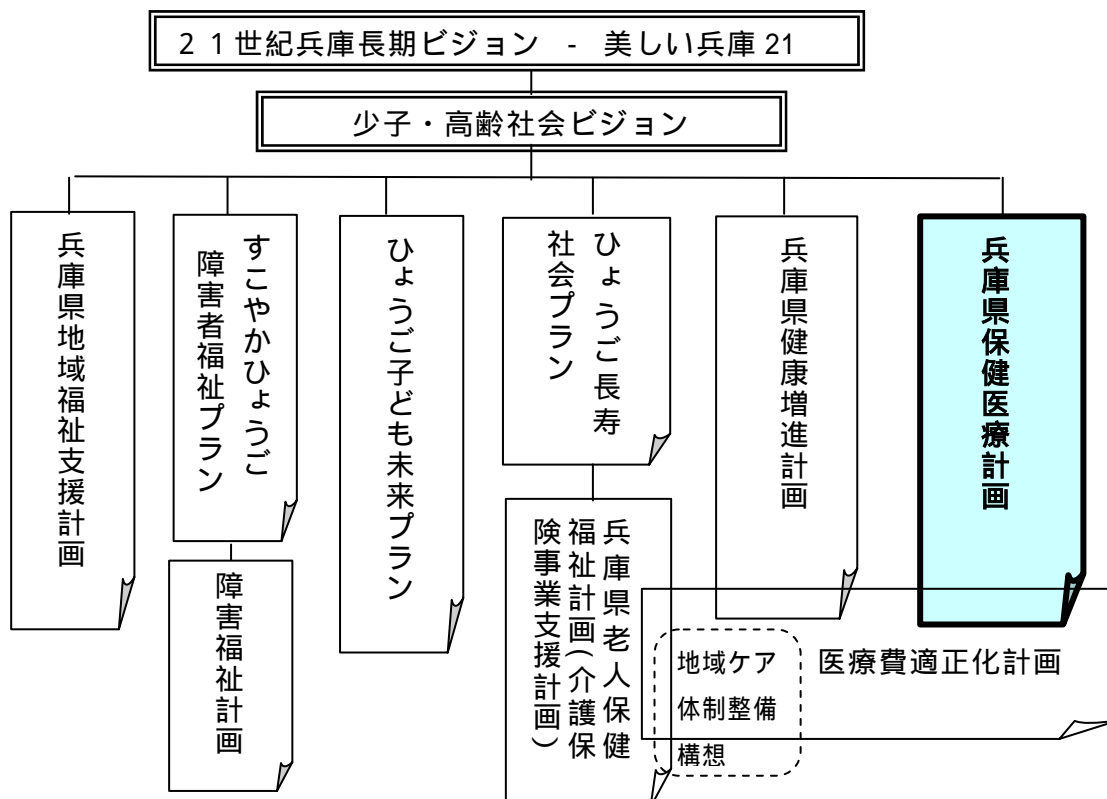 ２１世紀兵庫長期ビジョン - 美しい兵庫 21
少子・高齢社会ビジョン
兵庫県地域福祉支援計画
すこやかひょうご
障害者福祉プラン
障害福祉計画
ひょうご子ども未来プラン
ひょうご長寿
社会プラン
兵庫県老人保健
福祉計画(介護保
険事業支援計画)
兵庫県健康増進計画
兵庫県保健医療計画
地域ケア
体制整備
構想
医療費適正化計画